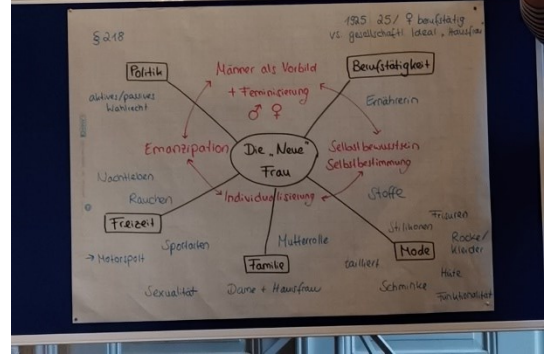 §218
1925 25% ♀ berufstätig
vs gesellschaftl. Ideal „Hausfrau"
Politik
Männer als Vorbild
+ Feminisierung
♂ ♀
Berufstätigkeit
aktives/passives
Wahlrecht
Ernährerin
Emanzipation
Die „Neue"
Frau
Selbstbewusstsein
Selbstbestimmung
Nachtleben
Rauchen
Individualisierung
Stoffe
Freizeit
Frisuren
Stilikonen
Röcke/
Kleider
Sportarten
→ Motorsport
Mutterrolle
Familie
tailliert
Mode
Hüte
Sexualität
Dame + Hausfrau
Schminke
Funktionalität